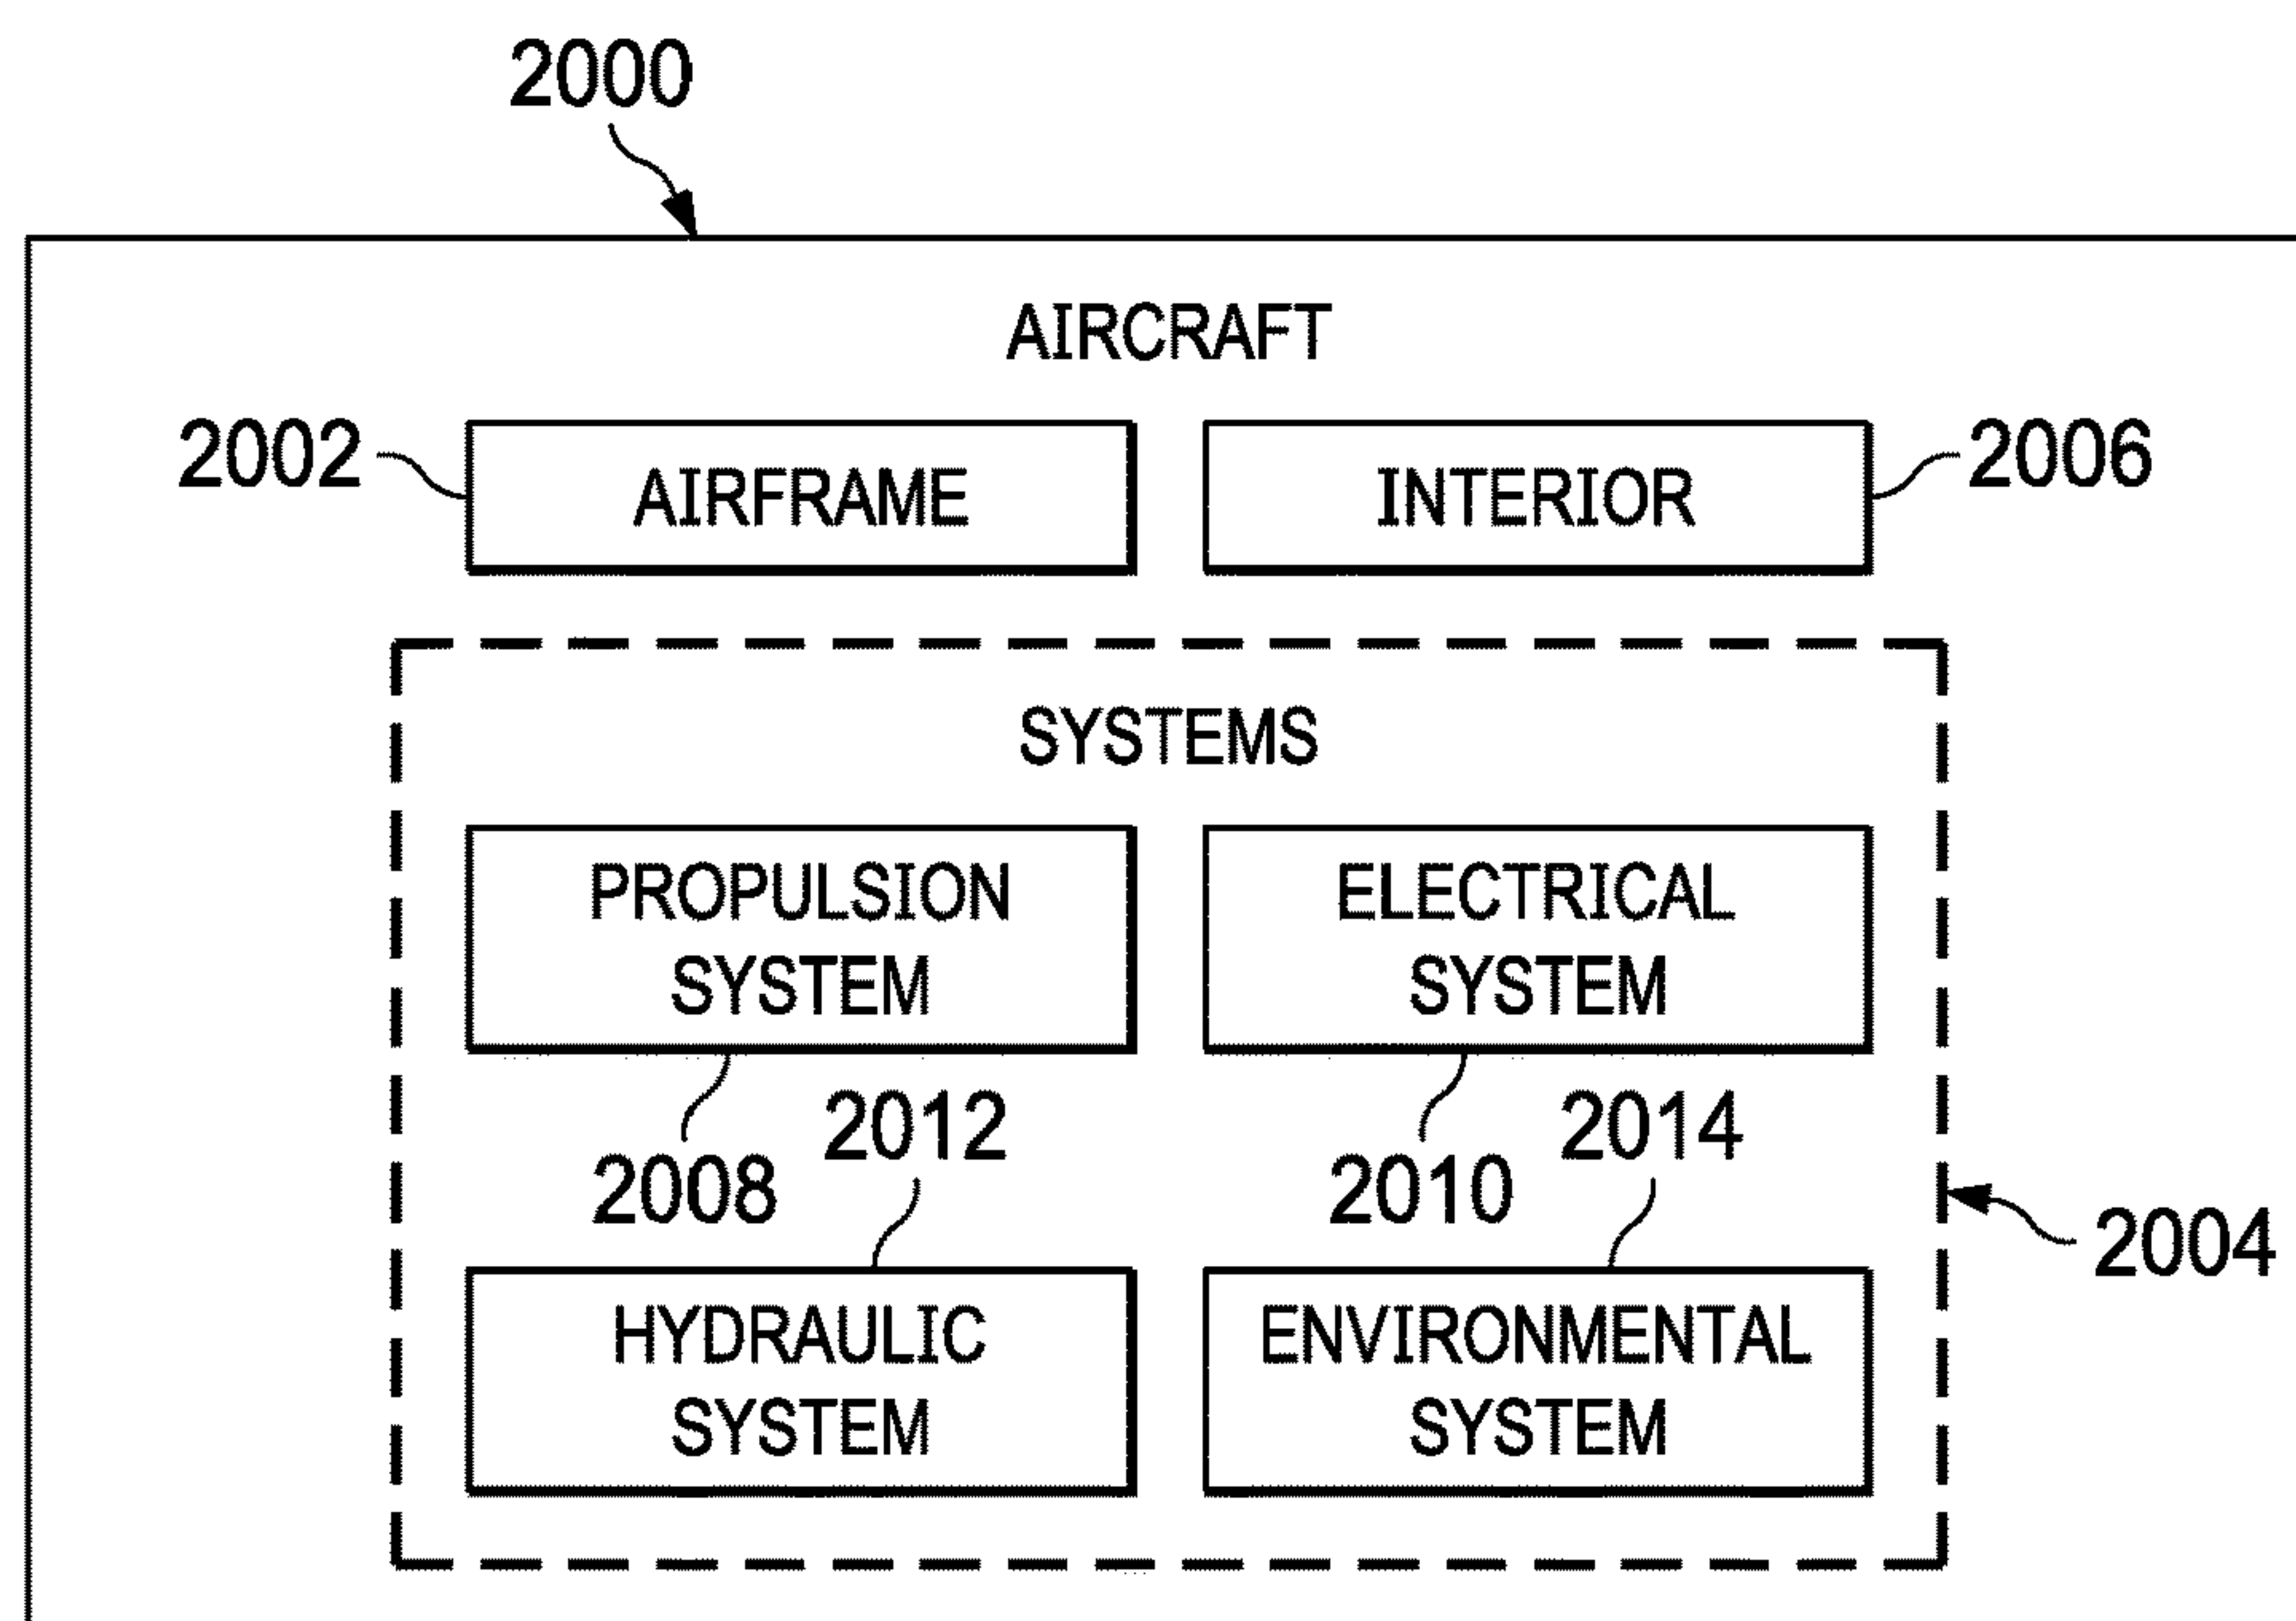 2000
AIRCRAFT
2002
AIRFRAME
INTERIOR
2006
SYSTEMS
PROPULSION
SYSTEM
ELECTRICAL
SYSTEM
2008
2012
2010
2014
2004
HYDRAULIC
SYSTEM
ENVIRONMENTAL
SYSTEM